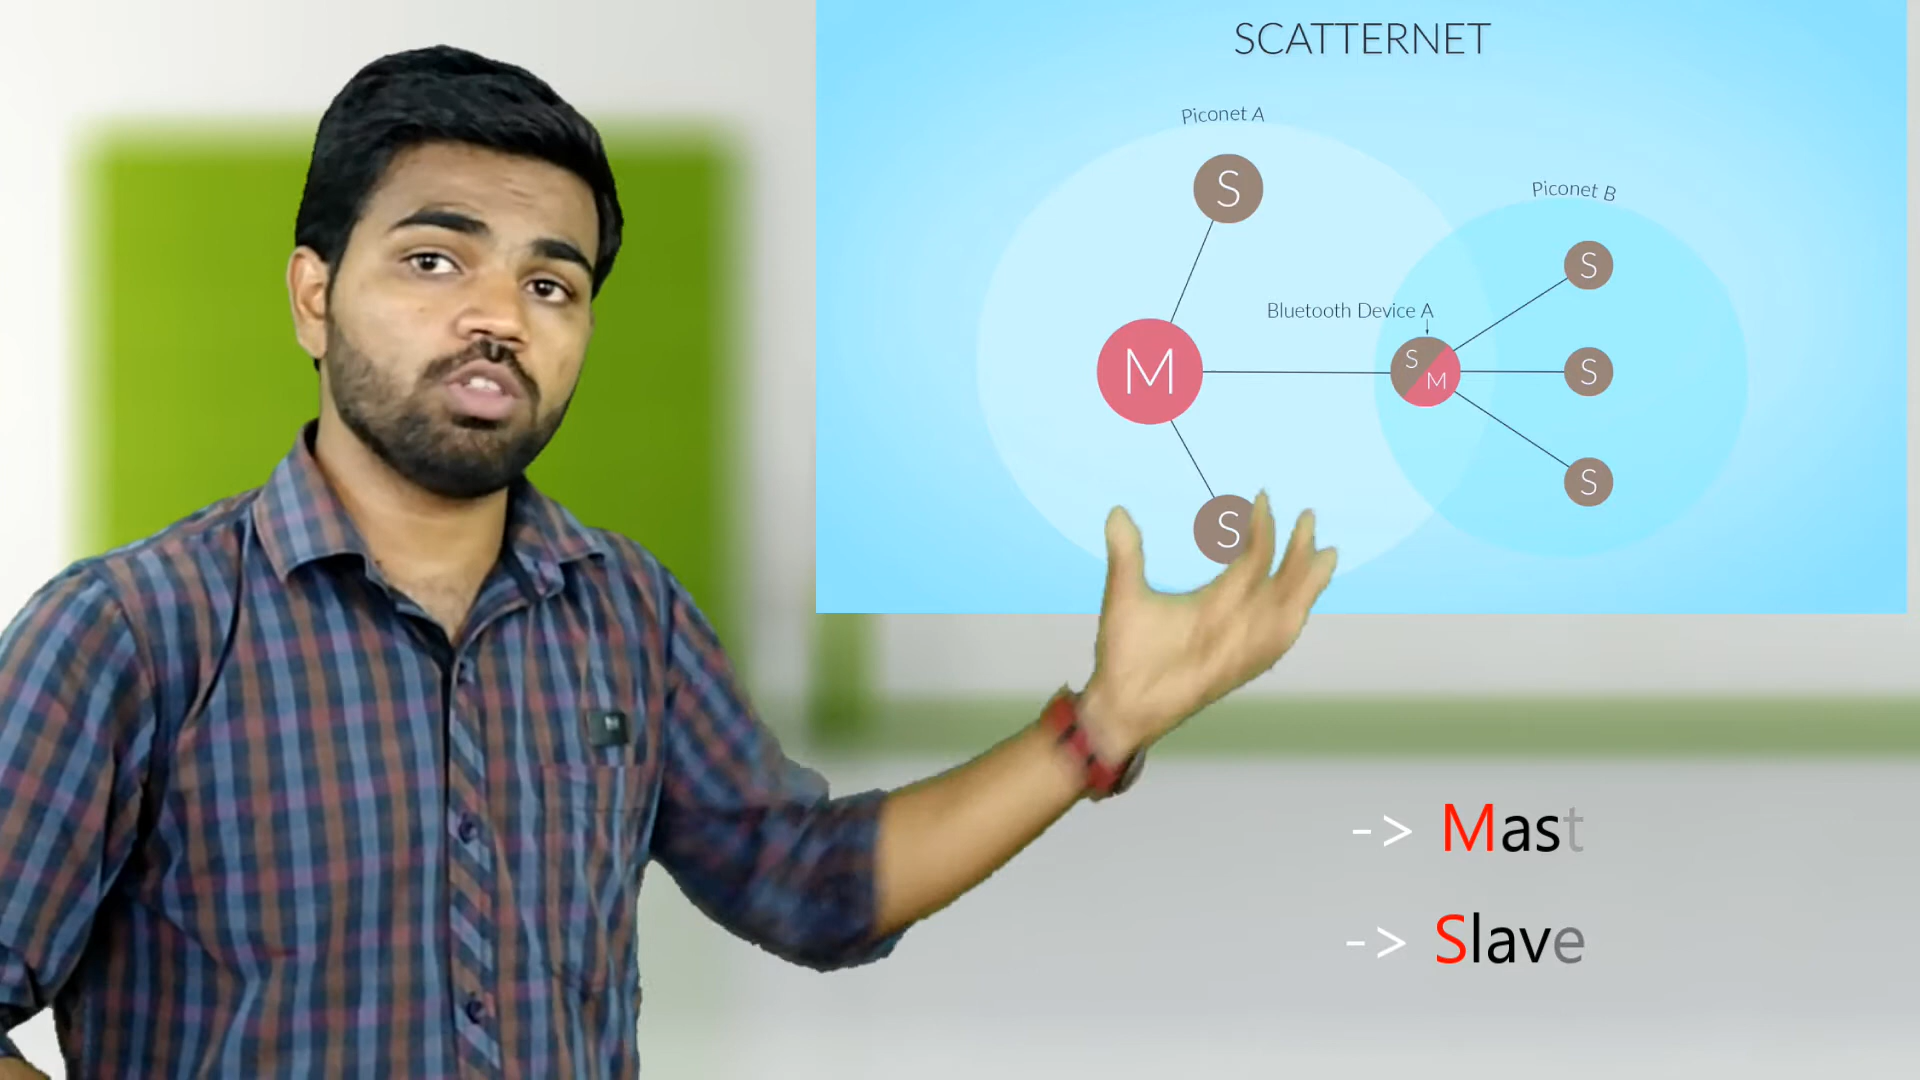 SCATTERNET
Piconet A
S
Piconet B
S
Bluetooth Device A
M
S
M
S
S
S
-> Mast
-> Slave